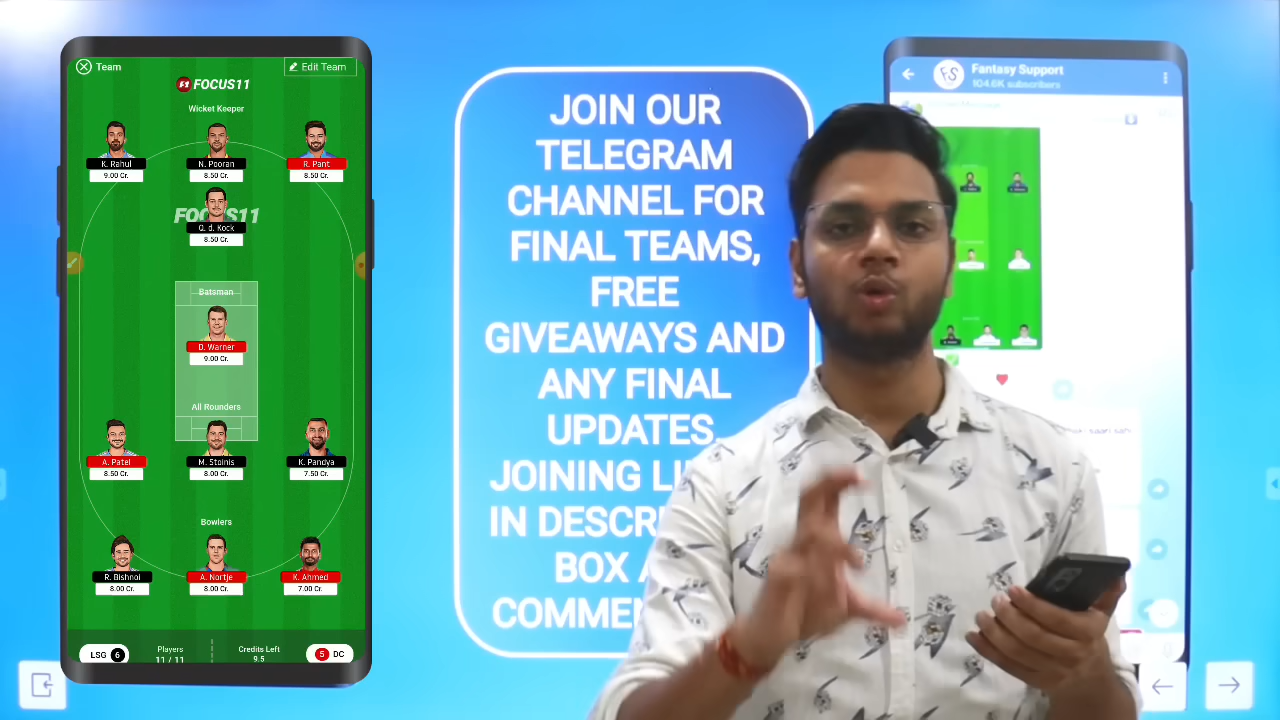 Team
Edit Team
F1 FOCUS11
Wicket Keeper
K. Rahul
9.00 Cr.
N. Pooran
8.50 Cr.
R. Pant
8.50 Cr.
FOCUS11
Q. d. Kock
8.50 Cr.
Batsman
D. Warner
9.00 Cr.
All Rounders
A. Patel
8.50 Cr.
M. Stoinis
8.00 Cr.
K. Pandya
7.50 Cr.
Bowlers
R. Bishnoi
8.00 Cr.
A. Nortje
8.00 Cr.
K. Ahmed
7.00 Cr.
LSG 6
Players
11 / 11
Credits Left
9.5
5 DC
JOIN OUR
TELEGRAM
CHANNEL FOR
FINAL TEAMS,
FREE
GIVEAWAYS AND
ANY FINAL
UPDATES.
JOINING
IN
BOX
FS
Fantasy Support
104.6K subscribers